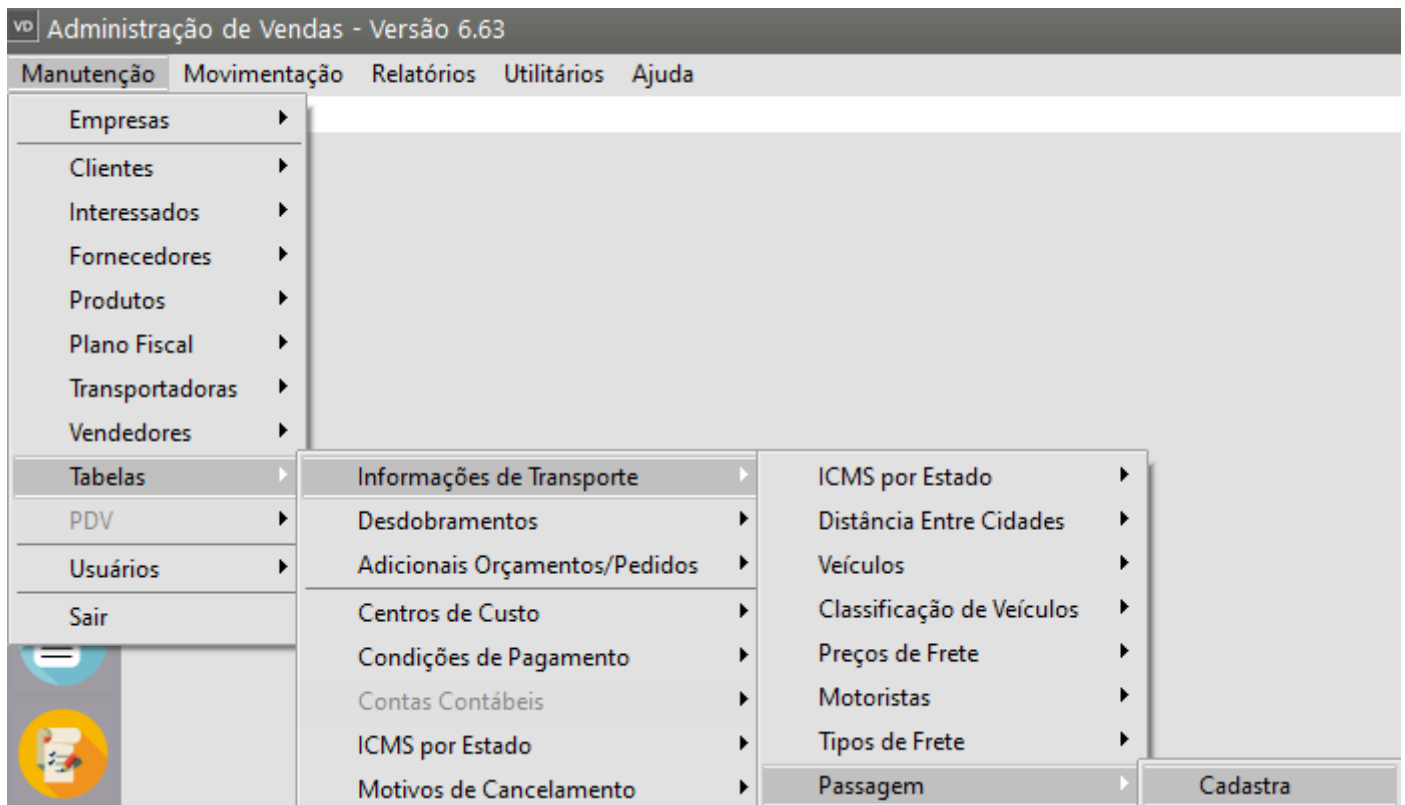 VD Administração de Vendas - Versão 6.63
Manutenção Movimentação Relatórios Utilitários Ajuda
Empresas
Clientes
Interessados
Fornecedores
Produtos
Plano Fiscal
Transportadoras
Vendedores
Tabelas
PDV
Usuários
Sair
Informações de Transporte
Desdobramentos
Adicionais Orçamentos/Pedidos
Centros de Custo
Condições de Pagamento
Contas Contábeis
ICMS por Estado
Motivos de Cancelamento
ICMS por Estado
Distância Entre Cidades
Veículos
Classificação de Veículos
Preços de Frete
Motoristas
Tipos de Frete
Passagem
Cadastra